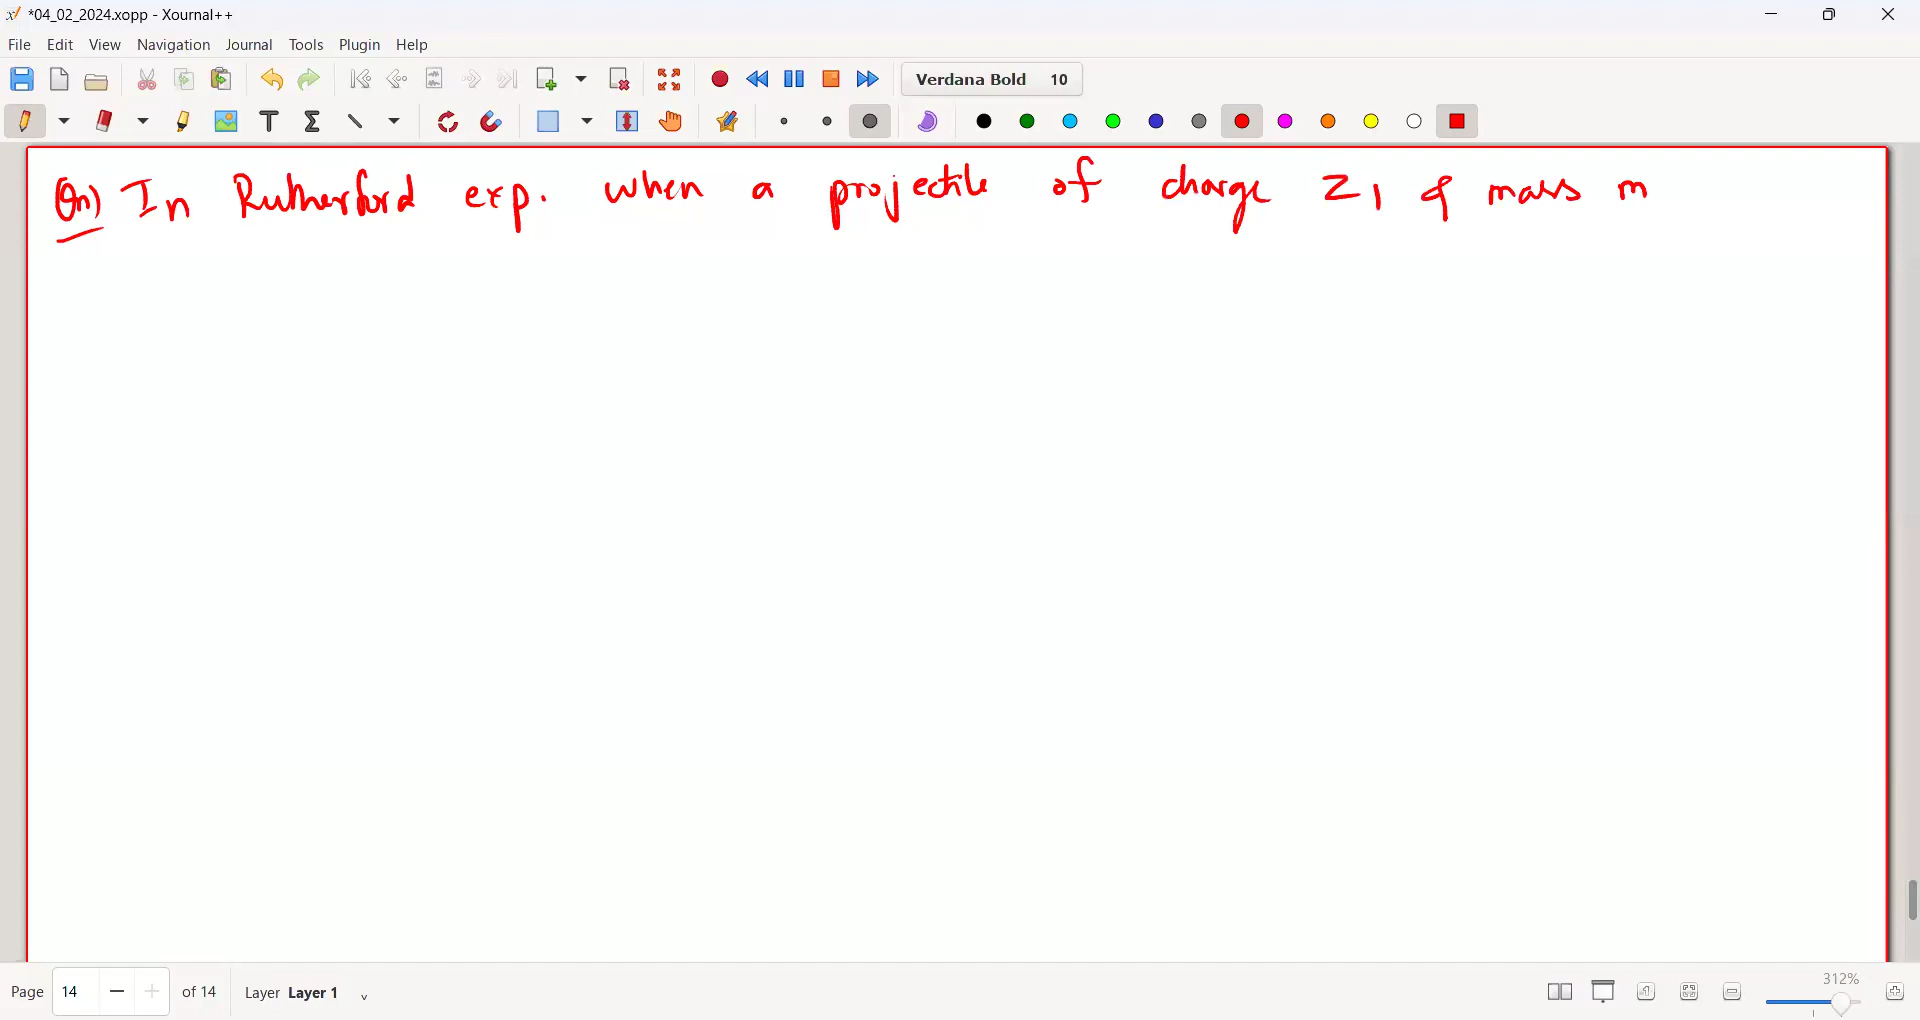 *04_02_2024.xopp - Xournal++
File Edit View Navigation Journal Tools Plugin Help
Verdana Bold 10
Qn) In Rutherford exp. when a projectile of charge Z1 & mass m
Page 14 of 14 Layer Layer 1
312%